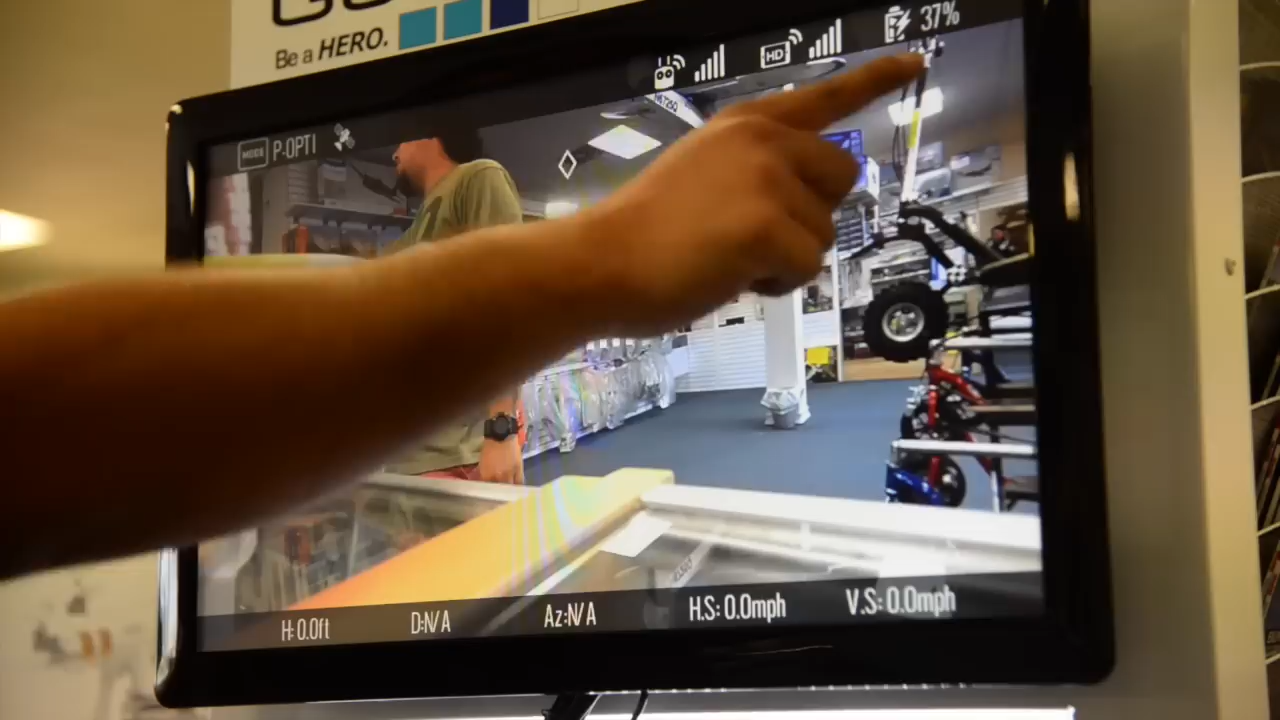 Be a HERO.
37%
HD
MODE P-OPTI
H: 0.0ft D:N/A Az:N/A H.S: 0.0mph V.S: 0.0mph